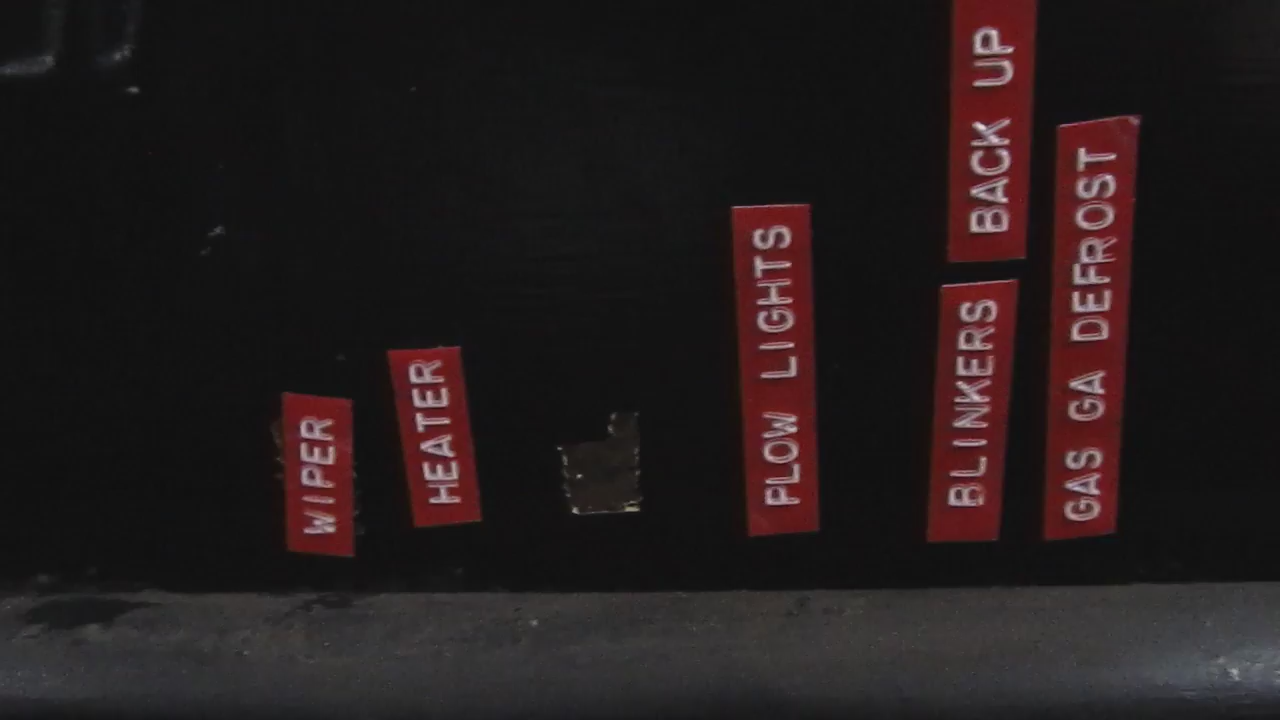 WIPER
HEATER
PLOW LIGHTS
BLINKERS
BACK UP
GAS GA DEFROST